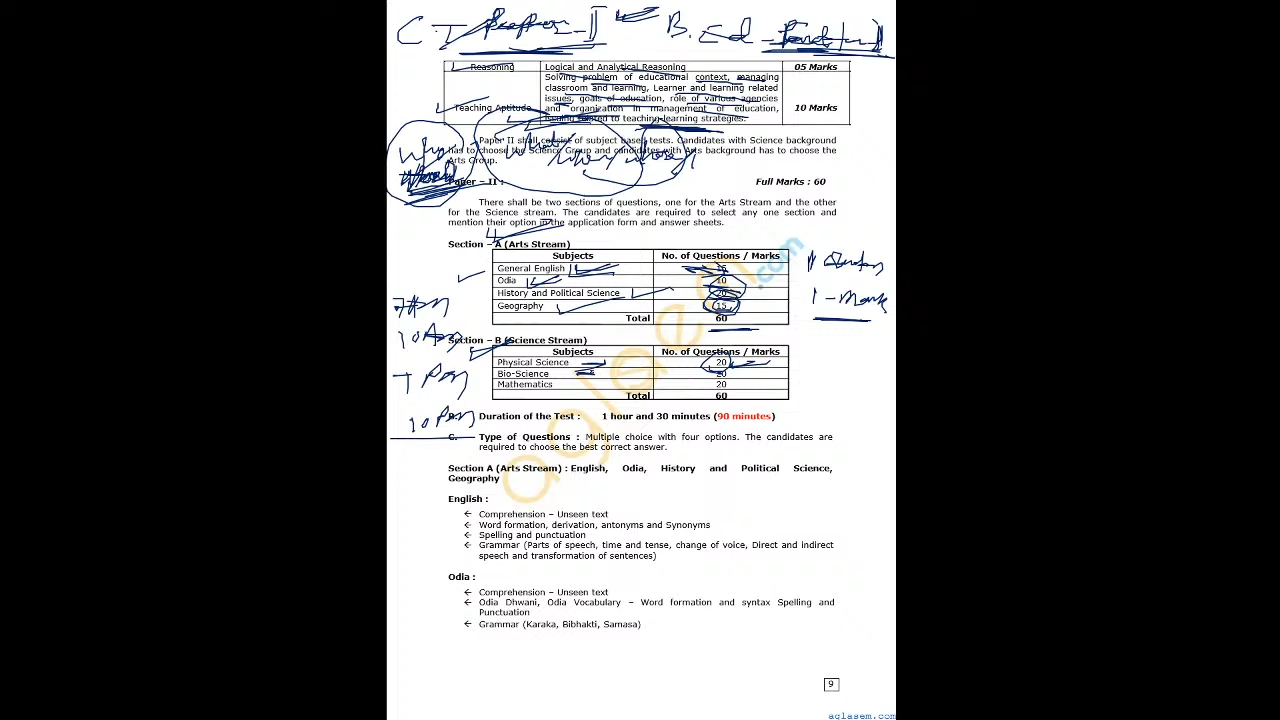 C.T
B. Ed
Reasoning Logical and Analytical Reasoning 05 Marks
Teaching Aptitude Solving problem of educational context, managing
classroom and learning, Learner and learning related
issues, goals of education, role of various agencies
and organization in management of education, 10 Marks
issuing related to teaching-learning strategies.
Paper II shall consist of subject based tests. Candidates with Science background
has to choose the Science Group and candidates with Arts background has to choose the
Arts Group.
Paper – II : Full Marks : 60
There shall be two sections of questions, one for the Arts Stream and the other
for the Science stream. The candidates are required to select any one section and
mention their option in the application form and answer sheets.
Section – A (Arts Stream)
Subjects No. of Questions / Marks
General English 15
Odia 10
History and Political Science 20
Geography 15
Total 60
1 - Mark
Section – B (Science Stream)
Subjects No. of Questions / Marks
Physical Science 20
Bio-Science 20
Mathematics 20
Total 60
B. Duration of the Test : 1 hour and 30 minutes (90 minutes)
C. Type of Questions : Multiple choice with four options. The candidates are
required to choose the best correct answer.
Section A (Arts Stream) : English, Odia, History and Political Science,
Geography
English :
← Comprehension – Unseen text
← Word formation, derivation, antonyms and Synonyms
← Spelling and punctuation
← Grammar (Parts of speech, time and tense, change of voice, Direct and indirect
speech and transformation of sentences)
Odia :
← Comprehension – Unseen text
← Odia Dhwani, Odia Vocabulary – Word formation and syntax Spelling and
Punctuation
← Grammar (Karaka, Bibhakti, Samasa)
9
aglasem.com
aglasem.com